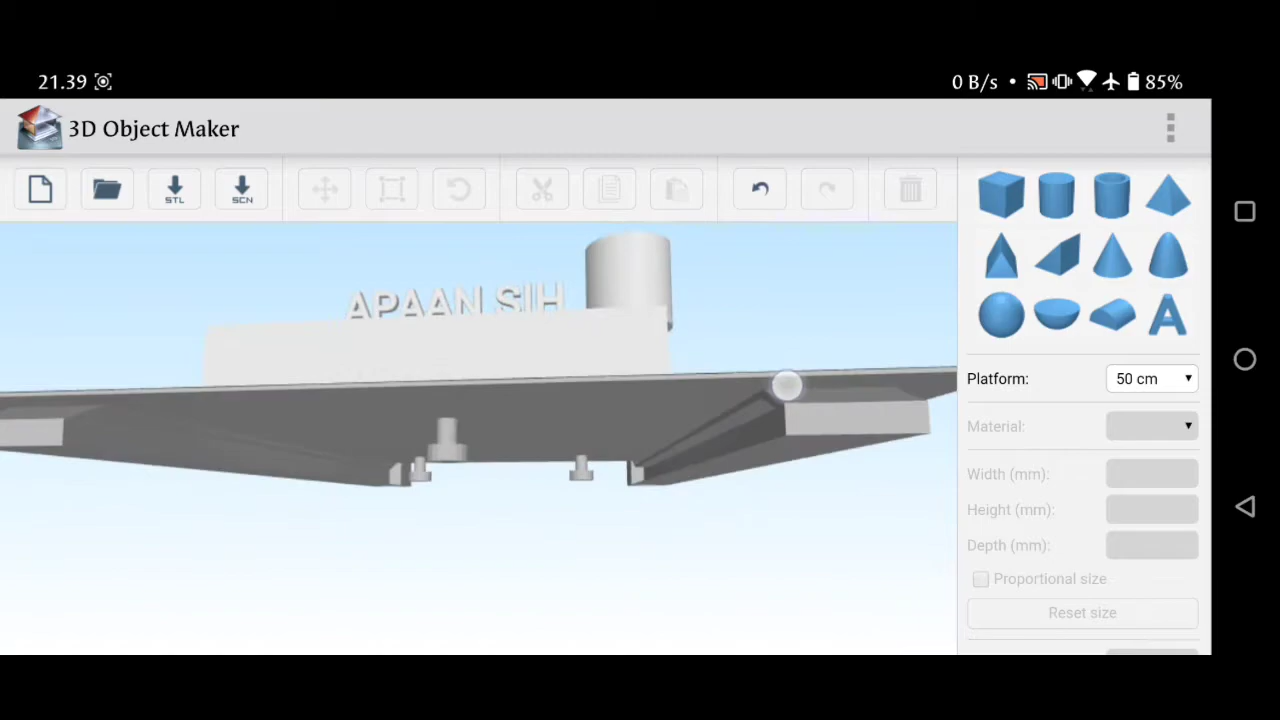 21.39
0 B/s • 85%
3D Object Maker
STL
SCN
APAAN SIH
A
Platform: 50 cm
Material:
Width (mm):
Height (mm):
Depth (mm):
Proportional size
Reset size